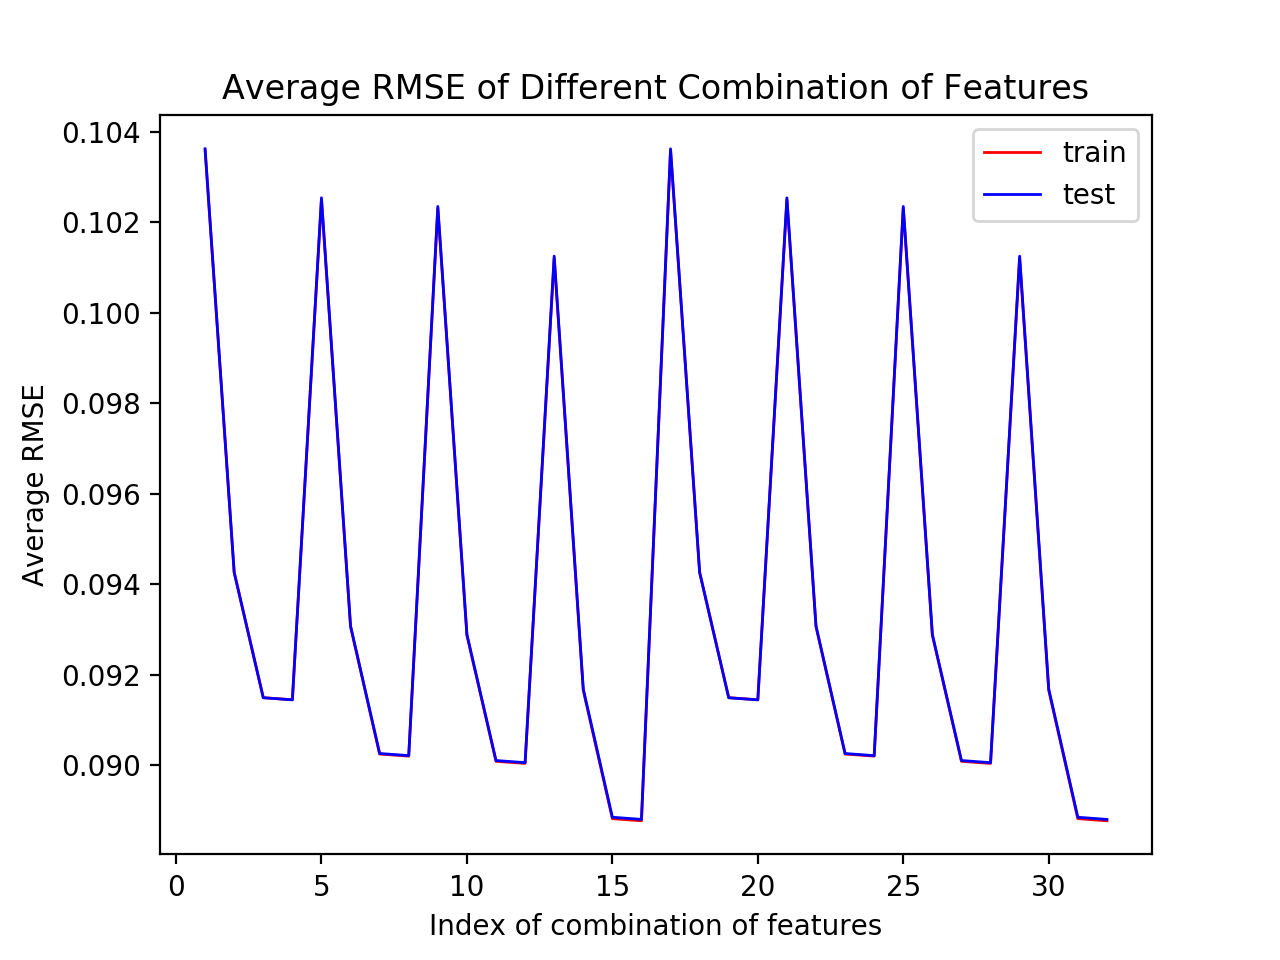 Average RMSE of Different Combination of Features
train
test
0.104
0.102
0.100
0.098
0.096
0.094
0.092
0.090
Average RMSE
0 5 10 15 20 25 30
Index of combination of features